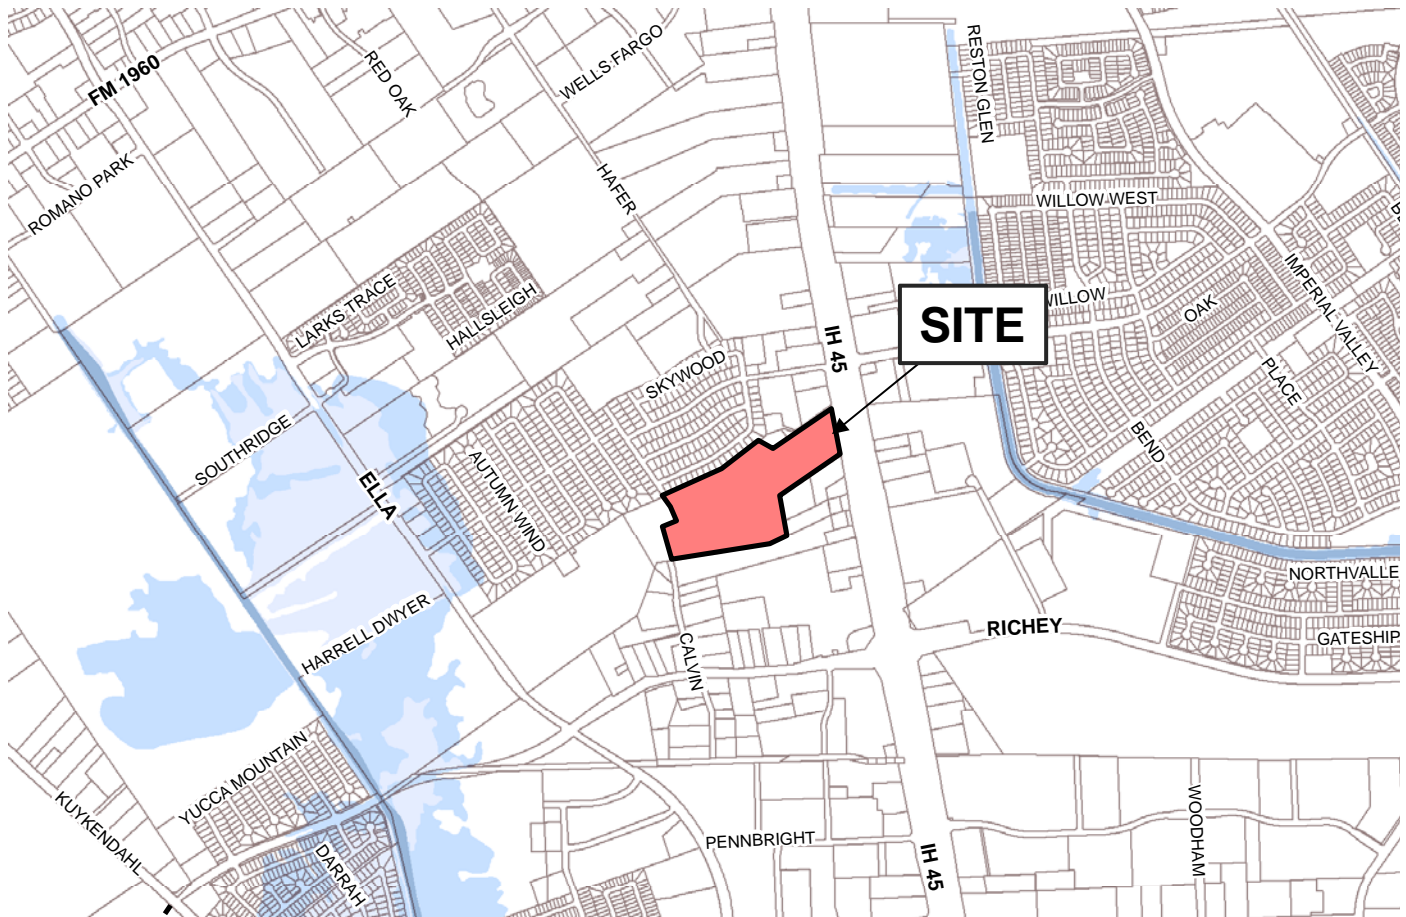 RESTON GLEN
WELLS FARGO
RED OAK
FM 1960
ROMANO PARK
HAFER
WILLOW WEST
IMPERIAL VALLEY
LARKS TRACE
HALLSLEIGH
WILLOW
OAK
SITE
IH 45
SKYWOOD
PLACE
SOUTHRIDGE
BEND
AUTUMN WIND
ELLA
NORTHVALLE
HARRELL DWYER
RICHEY
GATESHIP
CALVIN
YUCCA MOUNTAIN
KUYKENDAHL
WOODHAM
PENNBRIGHT
DARRAH
IH 45